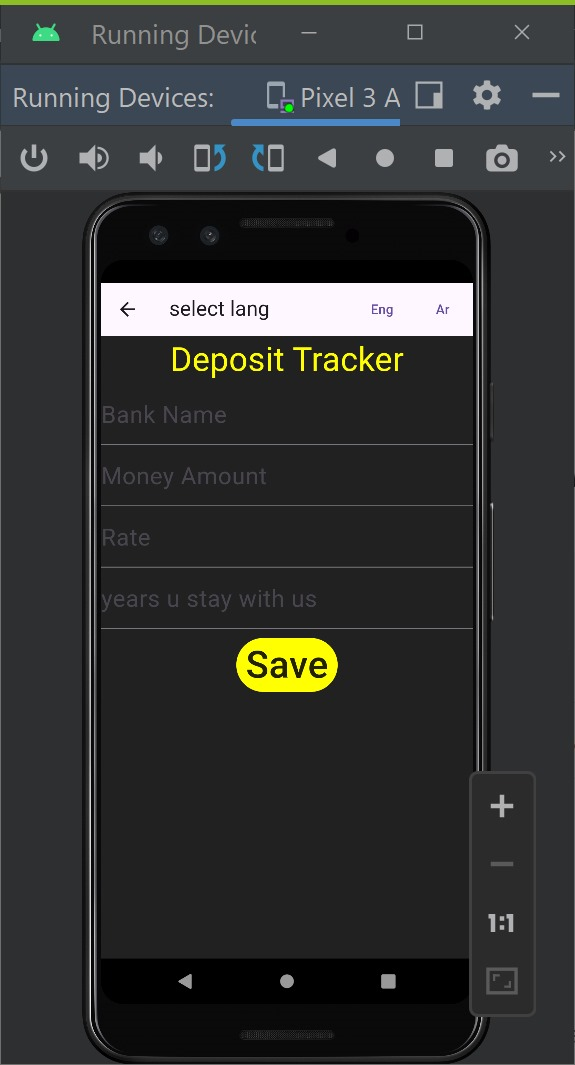 Running Devic
Running Devices: Pixel 3 A
select lang Eng Ar
Deposit Tracker
Bank Name
Money Amount
Rate
years u stay with us
Save
1:1